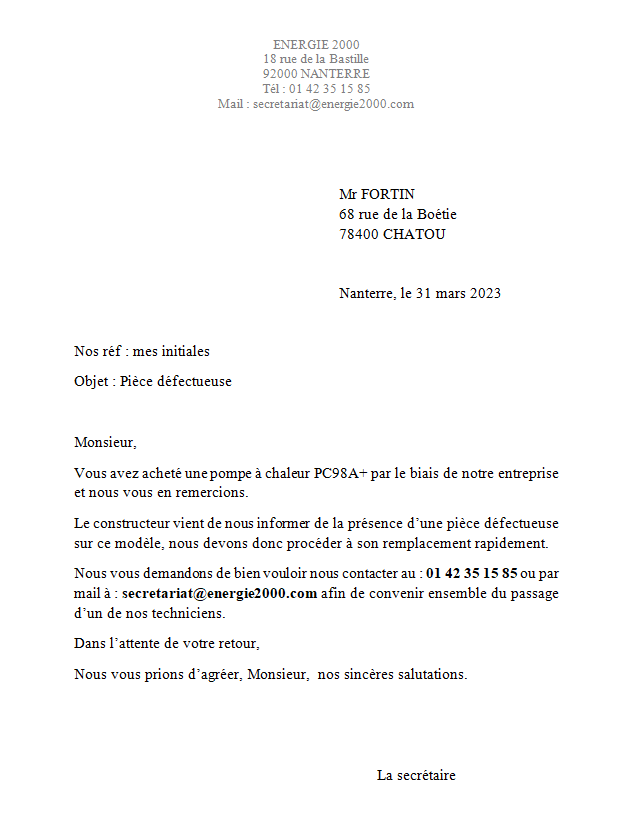 ENERGIE 2000
18 rue de la Bastille
92000 NANTERRE
Tél : 01 42 35 15 85
Mail : secretariat@energie2000.com
Mr FORTIN
68 rue de la Boétie
78400 CHATOU
Nanterre, le 31 mars 2023
Nos réf : mes initiales
Objet : Pièce défectueuse
Monsieur,
Vous avez acheté une pompe à chaleur PC98A+ par le biais de notre entreprise
et nous vous en remercions.
Le constructeur vient de nous informer de la présence d’une pièce défectueuse
sur ce modèle, nous devons donc procéder à son remplacement rapidement.
Nous vous demandons de bien vouloir nous contacter au : 01 42 35 15 85 ou par
mail à : secretariat@energie2000.com afin de convenir ensemble du passage
d’un de nos techniciens.
Dans l’attente de votre retour,
Nous vous prions d’agréer, Monsieur,  nos sincères salutations.
La secrétaire